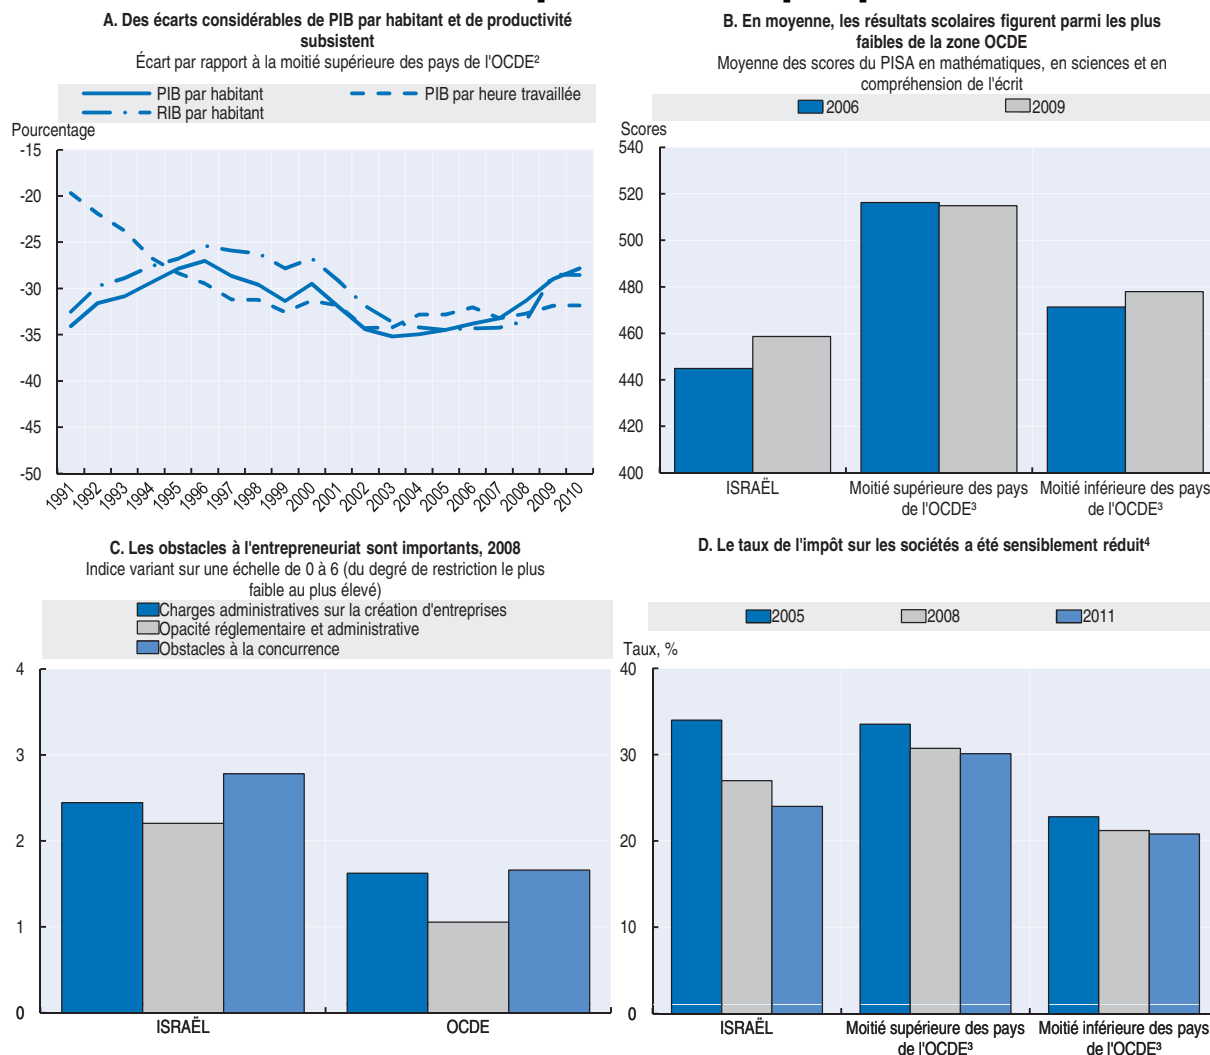 A. Des écarts considérables de PIB par habitant et de productivité
subsistent
Écart par rapport à la moitié supérieure des pays de l'OCDE²
PIB par habitant
PIB par heure travaillée
RIB par habitant
Pourcentage
-15
-20
-25
-30
-35
-40
-45
-50
1991
1992
1993
1994
1995
1996
1997
1998
1999
2000
2001
2002
2003
2004
2005
2006
2007
2008
2009
2010
B. En moyenne, les résultats scolaires figurent parmi les plus
faibles de la zone OCDE
Moyenne des scores du PISA en mathématiques, en sciences et en
compréhension de l'écrit
2006
2009
Scores
540
520
500
480
460
440
420
400
ISRAËL
Moitié supérieure des pays
de l'OCDE³
Moitié inférieure des pays
de l'OCDE³
C. Les obstacles à l'entrepreneuriat sont importants, 2008
Indice variant sur une échelle de 0 à 6 (du degré de restriction le plus
faible au plus élevé)
Charges administratives sur la création d'entreprises
Opacité réglementaire et administrative
Obstacles à la concurrence
4
3
2
1
0
ISRAËL
OCDE
D. Le taux de l'impôt sur les sociétés a été sensiblement réduit⁴
2005
2008
2011
Taux, %
40
30
20
10
0
ISRAËL
Moitié supérieure des pays
de l'OCDE³
Moitié inférieure des pays
de l'OCDE³